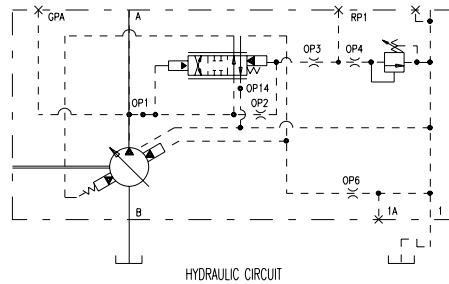 GPA A RP1
OP3 OP4
OP14
OP1 OP2
OP6
B 1A 1
HYDRAULIC CIRCUIT